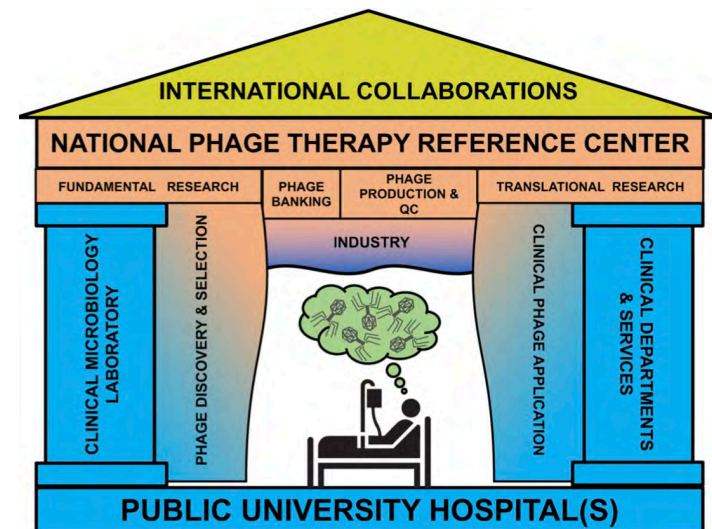 INTERNATIONAL COLLABORATIONS
NATIONAL PHAGE THERAPY REFERENCE CENTER
FUNDAMENTAL RESEARCH
PHAGE
BANKING
PHAGE
PRODUCTION &
QC
TRANSLATIONAL RESEARCH
INDUSTRY
CLINICAL MICROBIOLOGY
LABORATORY
PHAGE DISCOVERY & SELECTION
CLINICAL PHAGE APPLICATION
CLINICAL DEPARTMENTS
& SERVICES
PUBLIC UNIVERSITY HOSPITAL(S)